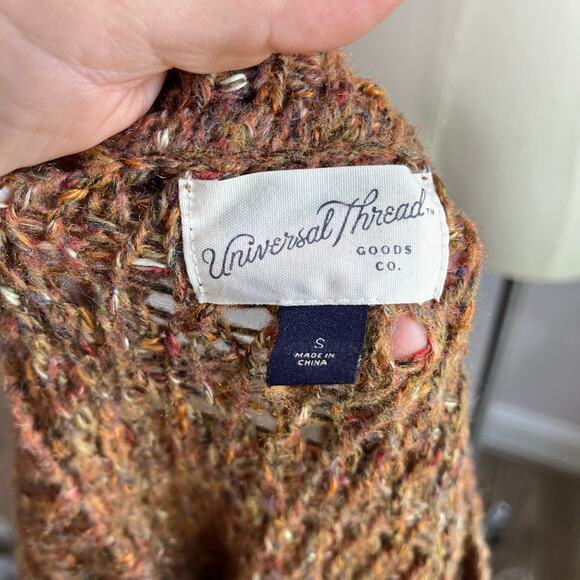 Universal Thread™
GOODS
CO.
S
MADE IN
CHINA